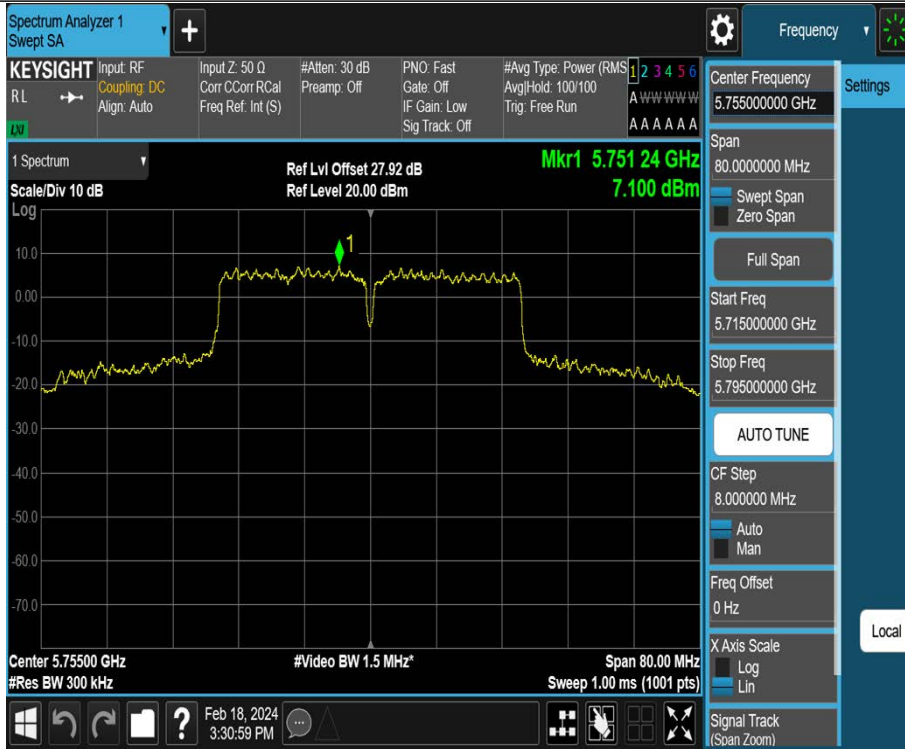 Spectrum Analyzer 1
Swept SA
+
Frequency
KEYSIGHT
R L
LXI
Input: RF
Coupling: DC
Align: Auto
Input Z: 50 Ω
Corr CCorr RCal
Freq Ref: Int (S)
#Atten: 30 dB
Preamp: Off
PNO: Fast
Gate: Off
IF Gain: Low
Sig Track: Off
#Avg Type: Power (RMS
Avg|Hold: 100/100
Trig: Free Run
1 2 3 4 5 6
A W W W W W
A A A A A A
1 Spectrum
Scale/Div 10 dB
Log
Ref Lvl Offset 27.92 dB
Ref Level 20.00 dBm
Mkr1 5.751 24 GHz
7.100 dBm
1
10.0
0.00
-10.0
-20.0
-30.0
-40.0
-50.0
-60.0
-70.0
Center 5.75500 GHz
#Res BW 300 kHz
#Video BW 1.5 MHz*
Span 80.00 MHz
Sweep 1.00 ms (1001 pts)
?
Feb 18, 2024
3:30:59 PM
Center Frequency
5.755000000 GHz
Span
80.0000000 MHz
Swept Span
Zero Span
Full Span
Start Freq
5.715000000 GHz
Stop Freq
5.795000000 GHz
AUTO TUNE
CF Step
8.000000 MHz
Auto
Man
Freq Offset
0 Hz
X Axis Scale
Log
Lin
Signal Track
(Span Zoom)
Settings
Local